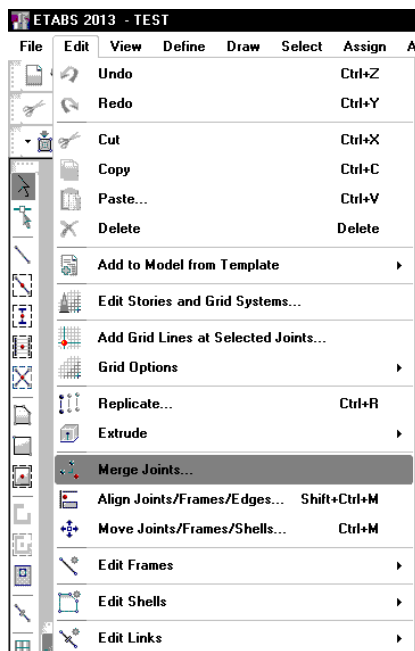 ETABS 2013 - TEST
File Edit View Define Draw Select Assign A
Undo Ctrl+Z
Redo Ctrl+Y
Cut Ctrl+X
Copy Ctrl+C
Paste... Ctrl+V
Delete Delete
Add to Model from Template
Edit Stories and Grid Systems...
Add Grid Lines at Selected Joints...
Grid Options
Replicate... Ctrl+R
Extrude
Merge Joints...
Align Joints/Frames/Edges... Shift+Ctrl+M
Move Joints/Frames/Shells... Ctrl+M
Edit Frames
Edit Shells
Edit Links